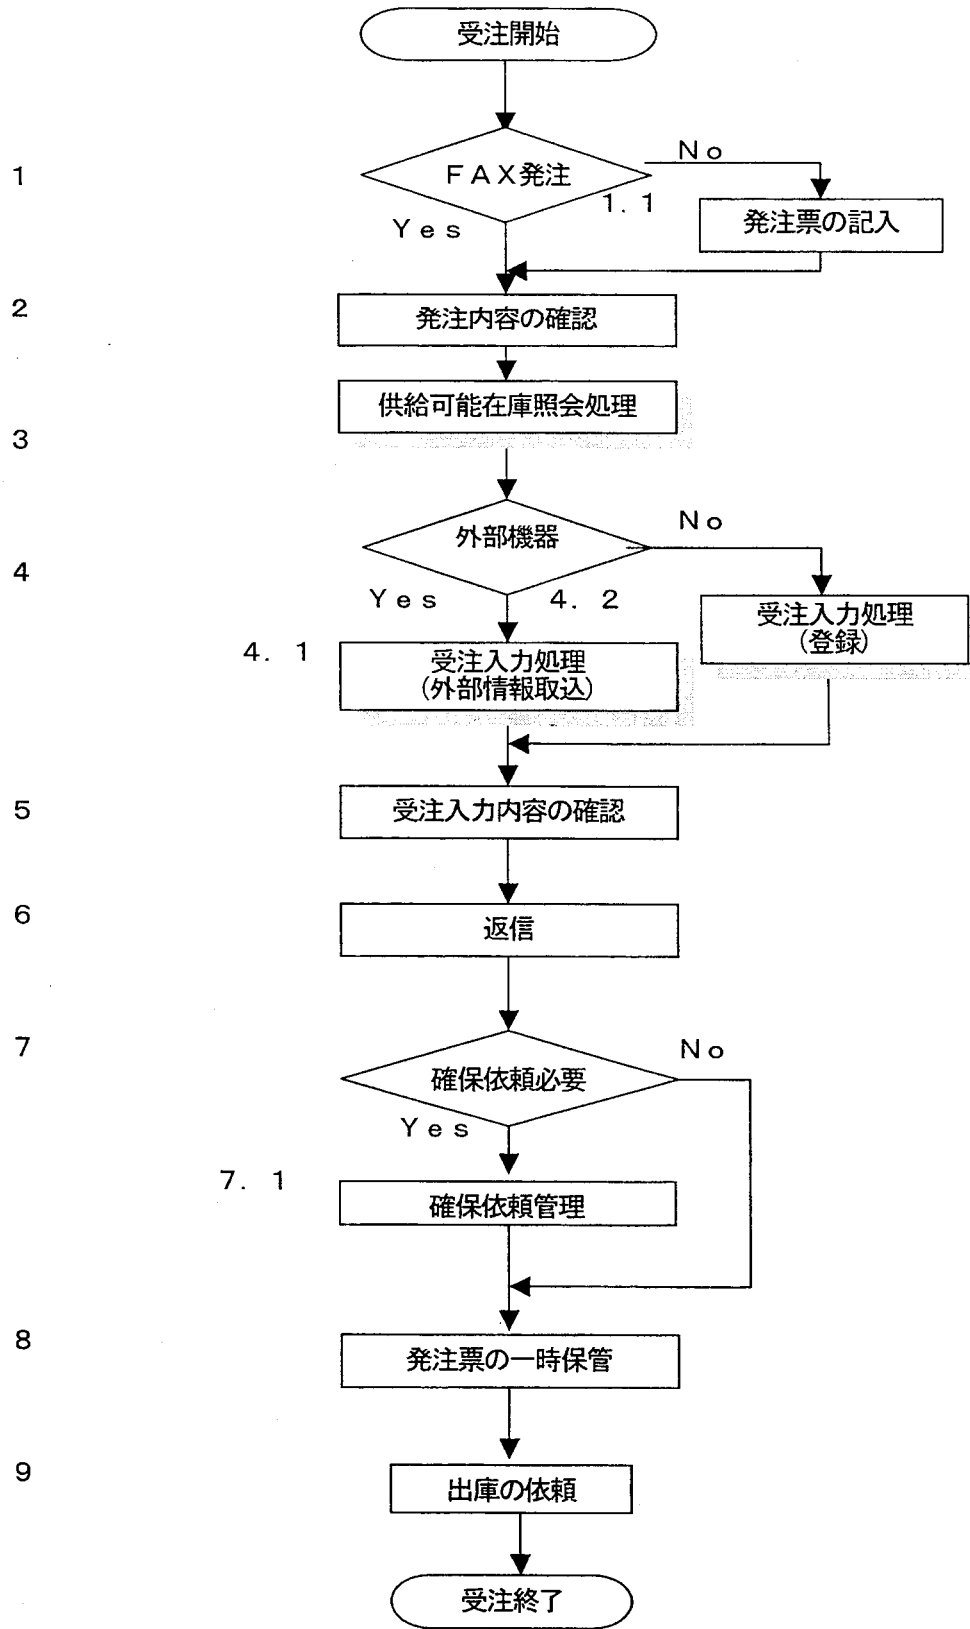 受注開始
1
FAX発注
No
1.1
発注票の記入
Yes
2
発注内容の確認
供給可能在庫照会処理
3
外部機器
No
4
Yes
4.2
受注入力処理
(登録)
4.1
受注入力処理
(外部情報取込)
5
受注入力内容の確認
6
返信
7
確保依頼必要
No
Yes
7.1
確保依頼管理
8
発注票の一時保管
9
出庫の依頼
受注終了